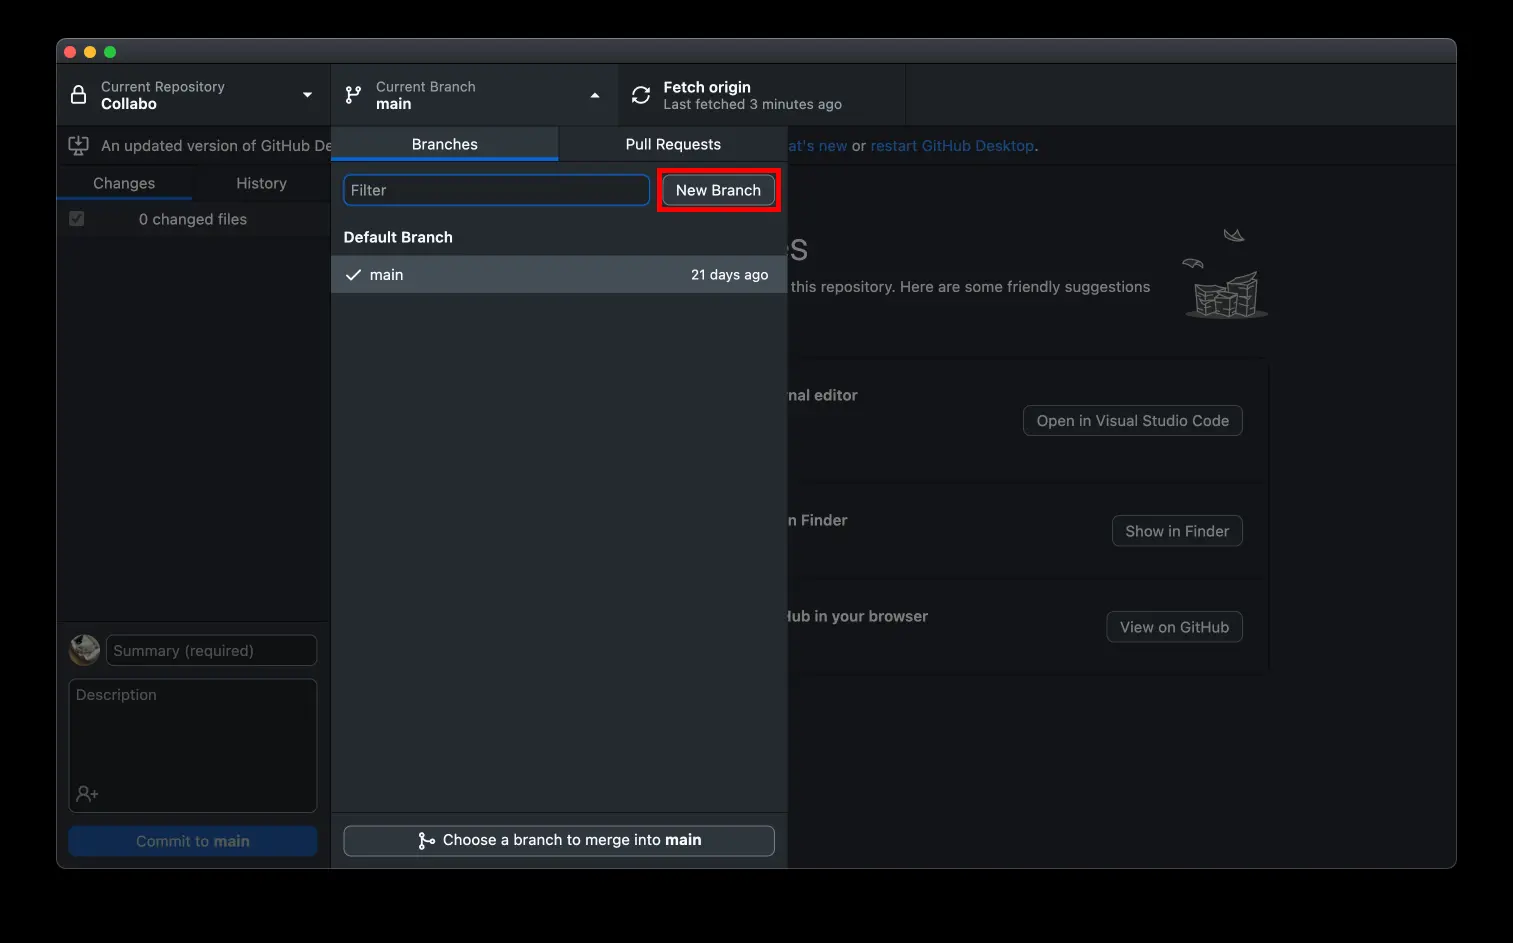 Current Repository
Collabo
Current Branch
main
Fetch origin
Last fetched 3 minutes ago
An updated version of GitHub De
at's new or restart GitHub Desktop.
Branches
Pull Requests
Changes
History
Filter
New Branch
0 changed files
Default Branch
main
21 days ago
s
this repository. Here are some friendly suggestions
nal editor
Open in Visual Studio Code
n Finder
Show in Finder
Hub in your browser
View on GitHub
Summary (required)
Description
Commit to main
Choose a branch to merge into main